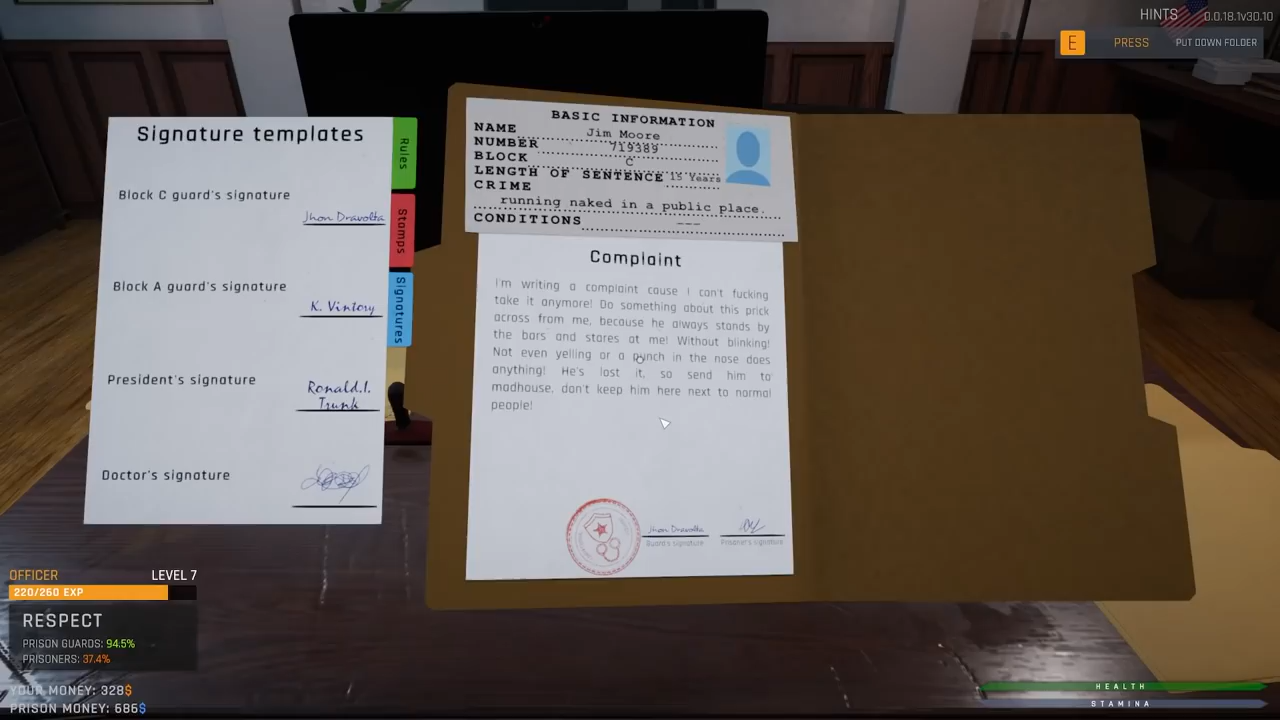 HINTS
0.0.18.1v30.10
E PRESS PUT DOWN FOLDER
Signature templates
Block C guard's signature
Jhon Dravolta
Block A guard's signature
K. Vintory
President's signature
Ronald.I.
Trunk
Doctor's signature
Rules
Stamps
Signatures
BASIC INFORMATION
NAME Jim Moore
NUMBER 719389
BLOCK C
LENGTH OF SENTENCE 15 Years
CRIME
running naked in a public place.
CONDITIONS ---
Complaint
I'm writing a complaint cause I can't fucking
take it anymore! Do something about this prick
across from me, because he always stands by
the bars and stares at me! Without blinking!
Not even yelling or a punch in the nose does
anything! He's lost it, so send him to
madhouse, don't keep him here next to normal
people!
Jhon Dravolta
Guard's signature
Prisoner's signature
OFFICER LEVEL 7
220/260 EXP
RESPECT
PRISON GUARDS: 94.5%
PRISONERS: 37.4%
YOUR MONEY: 328$
PRISON MONEY: 686$
HEALTH
STAMINA